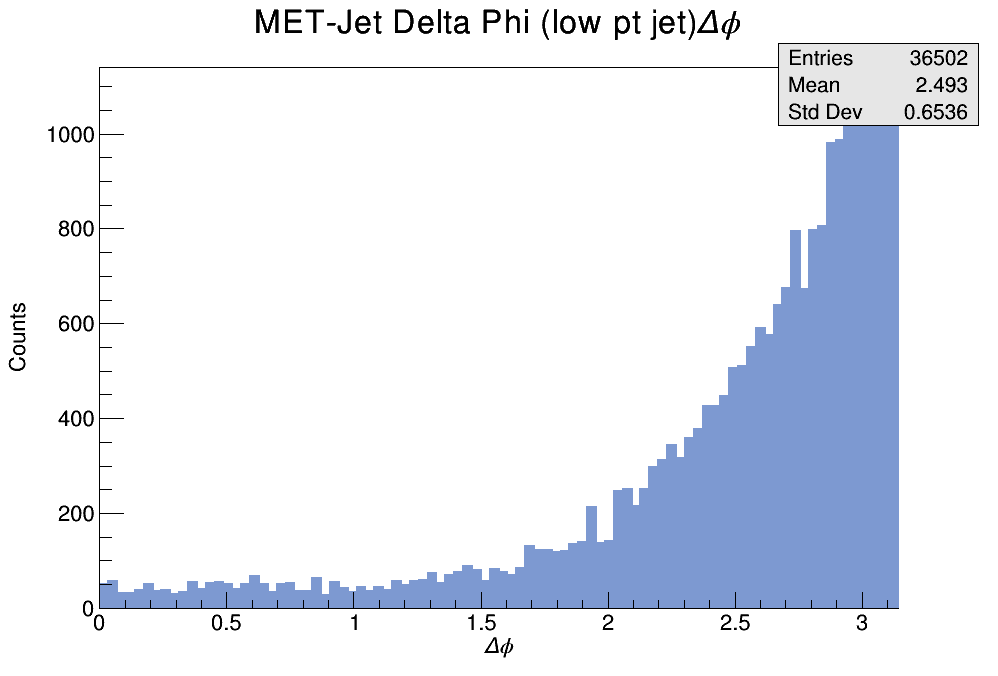 MET-Jet Delta Phi (low pt jet)Δϕ
Entries 36502
Mean 2.493
Std Dev 0.6536
1000
800
600
400
200
0
Counts
0 0.5 1 1.5 2 2.5 3
Δϕ